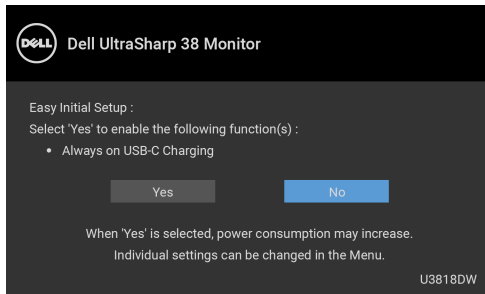 DELL
Dell UltraSharp 38 Monitor
Easy Initial Setup :
Select 'Yes' to enable the following function(s) :
• Always on USB-C Charging
Yes
No
When 'Yes' is selected, power consumption may increase.
Individual settings can be changed in the Menu.
U3818DW